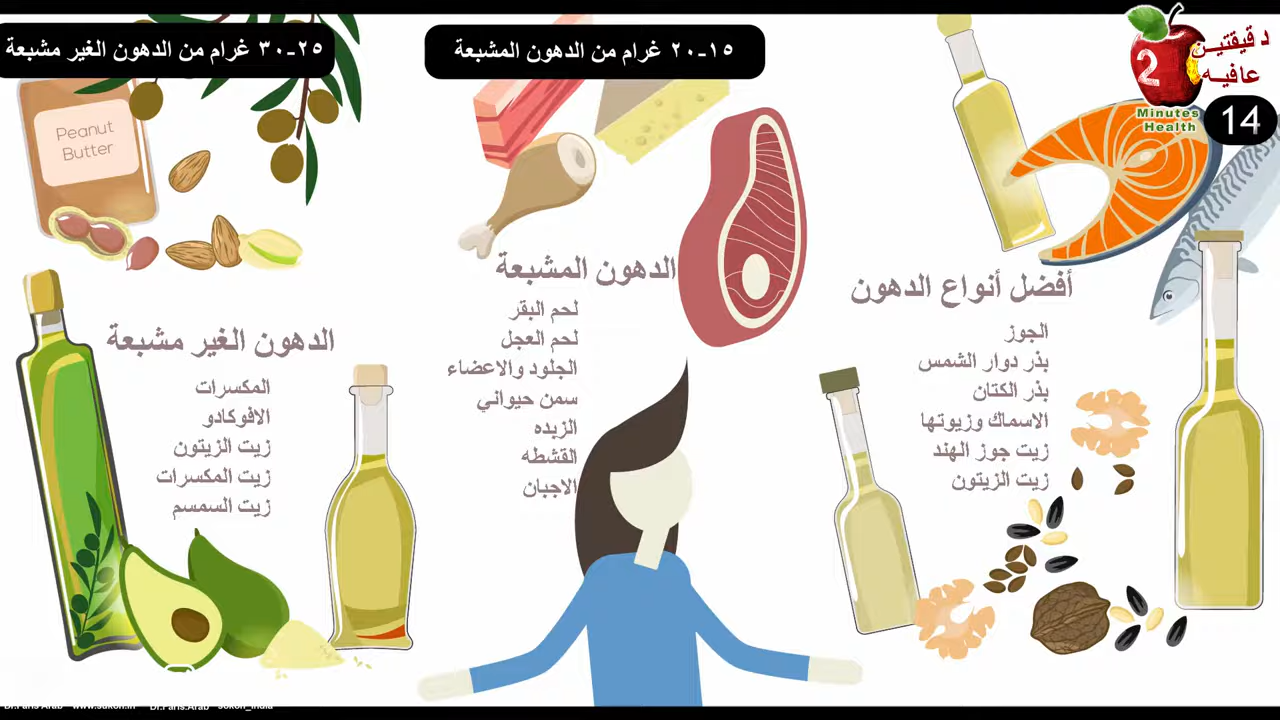 دقيقتين
عافيه
2
Minutes
Health
14
١٥-٢٠ غرام من الدهون المشبعة
٢٥-٣٠ غرام من الدهون الغير مشبعة
أفضل أنواع الدهون
الجوز
بذر دوار الشمس
بذر الكتان
الاسماك وزيوتها
زيت جوز الهند
زيت الزيتون
الدهون المشبعة
لحم البقر
لحم العجل
الجلود والاعضاء
سمن حيواني
الزبده
القشطه
الاجبان
Peanut
Butter
الدهون الغير مشبعة
المكسرات
الافوكادو
زيت الزيتون
زيت المكسرات
زيت السمسم